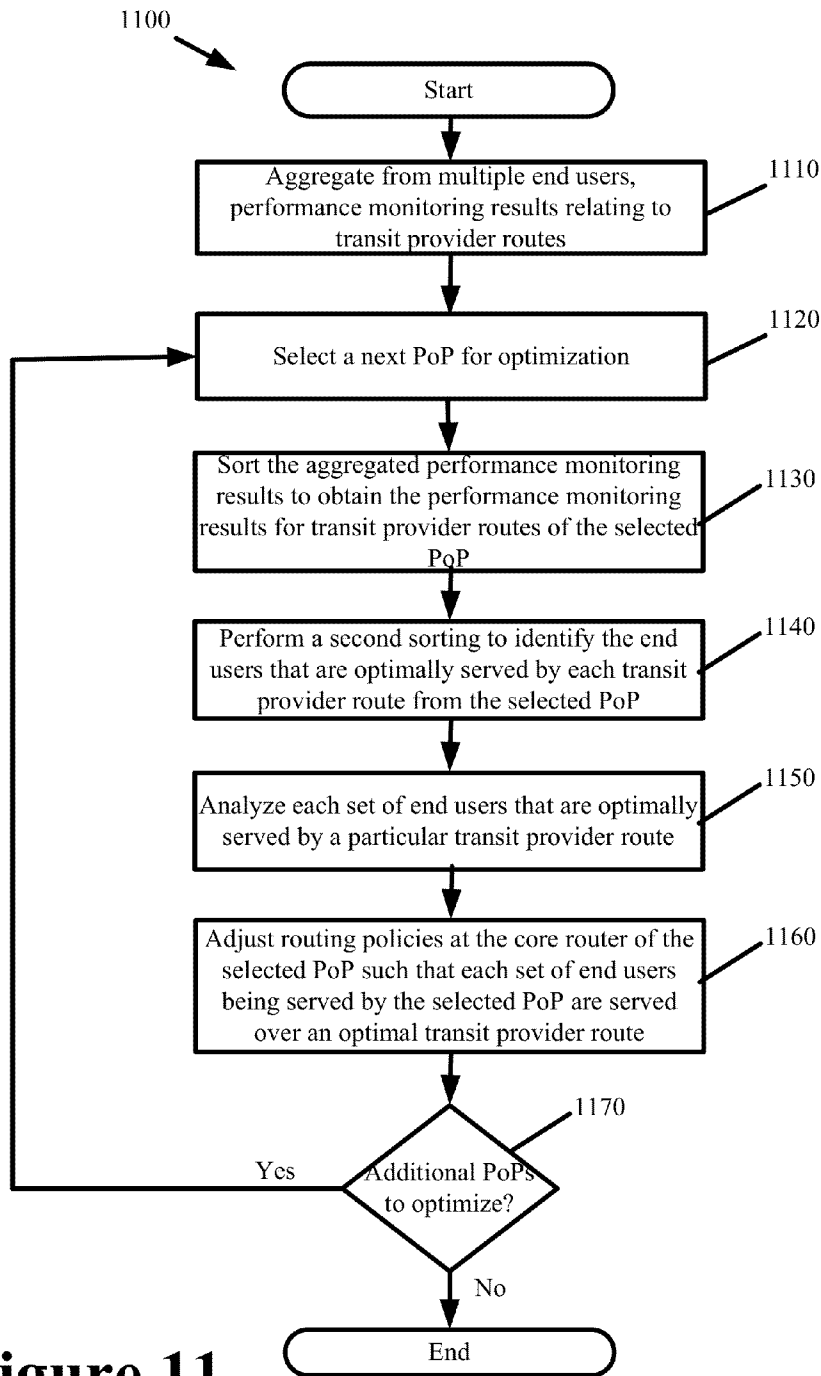 1100
Start
Aggregate from multiple end users,
performance monitoring results relating to
transit provider routes
1110
Select a next PoP for optimization
1120
Sort the aggregated performance monitoring
results to obtain the performance monitoring
results for transit provider routes of the selected
PoP
1130
Perform a second sorting to identify the end
users that are optimally served by each transit
provider route from the selected PoP
1140
Analyze each set of end users that are optimally
served by a particular transit provider route
1150
Adjust routing policies at the core router of the
selected PoP such that each set of end users
being served by the selected PoP are served
over an optimal transit provider route
1160
Additional PoPs
to optimize?
1170
Yes
No
End
igure 11